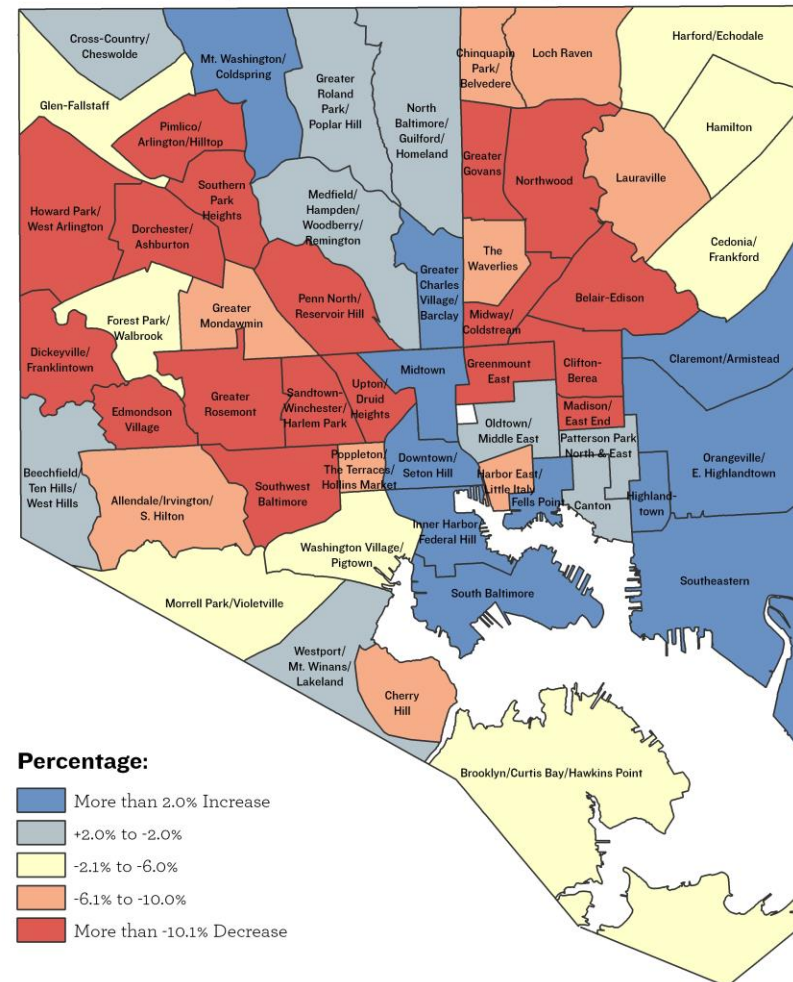 Cross-Country/
Cheswolde
Mt. Washington/
Coldspring
Greater
Roland
Park/
Poplar Hill
North
Baltimore/
Guilford/
Homeland
Chinquapin
Park/
Belvedere
Loch Raven
Harford/Echodale
Glen-Fallstaff
Pimlico/
Arlington/Hilltop
Hamilton
Greater
Govans
Northwood
Lauraville
Southern
Park
Heights
Howard Park/
West Arlington
Dorchester/
Ashburton
Medfield/
Hampden/
Woodberry/
Remington
The
Waverlies
Cedonia/
Frankford
Greater
Charles
Village/
Barclay
Penn North/
Reservoir Hill
Belair-Edison
Forest Park/
Walbrook
Greater
Mondawmin
Midway/
Coldstream
Dickeyville/
Franklintown
Claremont/Armistead
Midtown
Greenmount
East
Clifton-
Berea
Edmondson
Village
Greater
Rosemont
Sandtown-
Winchester/
Harlem Park
Upton/
Druid
Heights
Madison/
East End
Oldtown/
Middle East
Patterson Park
North & East
Orangeville/
E. Highlandtown
Beechfield/
Ten Hills/
West Hills
Poppleton/
The Terraces/
Hollins Market
Downtown/
Seton Hill
Harbor East/
Little Italy
Allendale/Irvington/
S. Hilton
Southwest
Baltimore
Fells Point
Canton
Highland-
town
Inner Harbor/
Federal Hill
Washington Village/
Pigtown
Southeastern
South Baltimore
Morrell Park/Violetville
Westport/
Mt. Winans/
Lakeland
Cherry
Hill
Brooklyn/Curtis Bay/Hawkins Point
Percentage:
More than 2.0% Increase
+2.0% to -2.0%
-2.1% to -6.0%
-6.1% to -10.0%
More than -10.1% Decrease